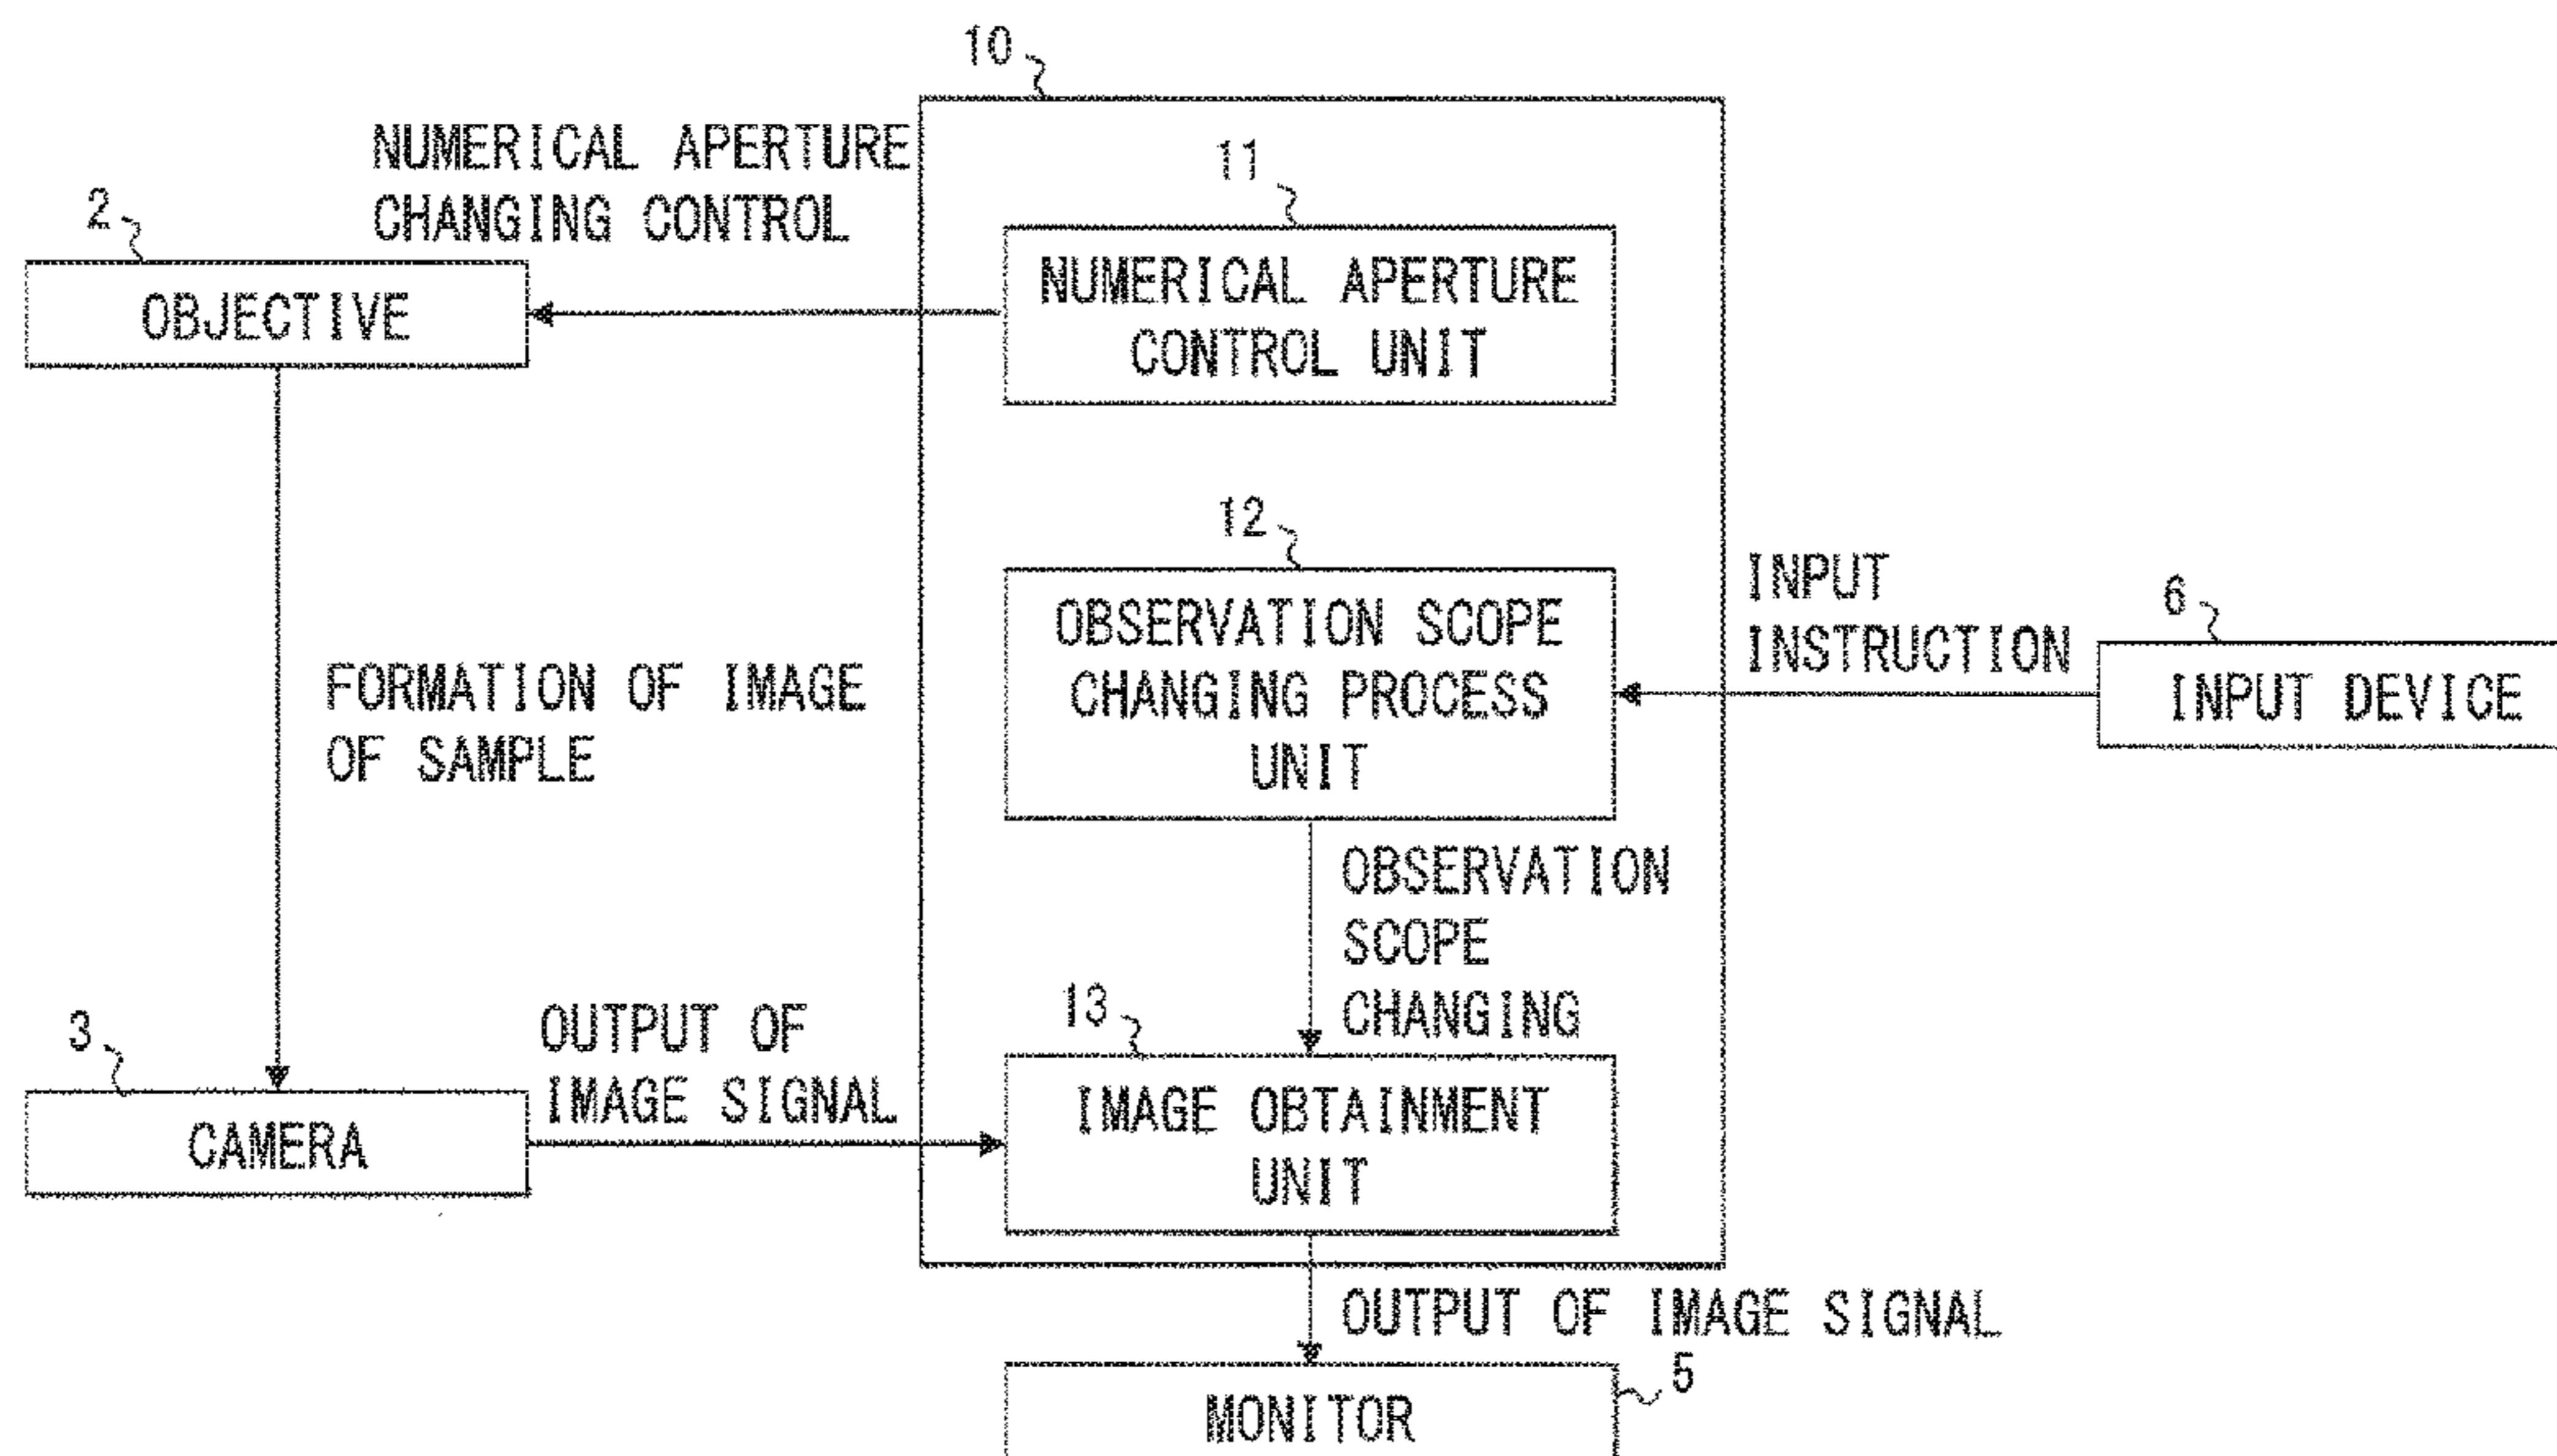 10
NUMERICAL APERTURE
CHANGING CONTROL
2
OBJECTIVE
11
NUMERICAL APERTURE
CONTROL UNIT
12
OBSERVATION SCOPE
CHANGING PROCESS
UNIT
INPUT
INSTRUCTION
6
INPUT DEVICE
FORMATION OF IMAGE
OF SAMPLE
OBSERVATION
SCOPE
CHANGING
3
CAMERA
OUTPUT OF
IMAGE SIGNAL
13
IMAGE OBTAINMENT
UNIT
OUTPUT OF IMAGE SIGNAL
5
MONITOR